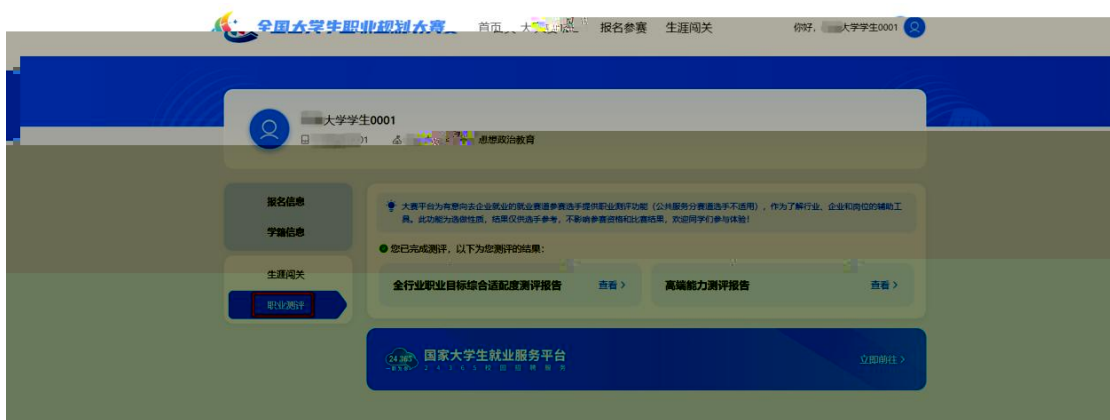 全国大学生职业规划大赛 首页 报名参赛 生涯闯关 你好, 大学学生0001
大学学生0001
思想政治教育
报名信息
学籍信息
生涯闯关
职业测评
大赛平台为有意向去企业就业的就业赛道参赛选手提供职业测评功能（公共服务分赛道选手不适用），作为了解行业、企业和岗位的辅助工
具。此功能为选做性质，结果仅供选手参考，不影响参赛资格和比赛结果，欢迎同学们参与体验！
您已完成测评，以下为您测评的结果：
全行业职业目标综合适配度测评报告 查看 >
高端能力测评报告 查看 >
国家大学生就业服务平台
24365校园招聘服务
立即前往 >